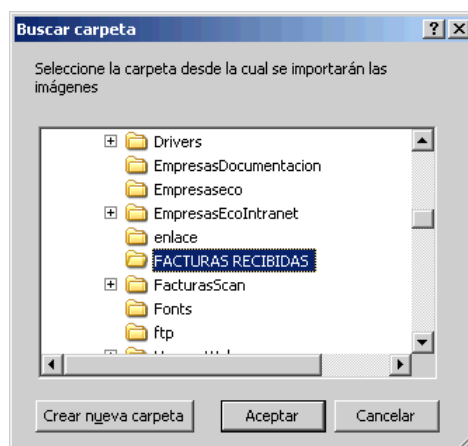 Buscar carpeta
Seleccione la carpeta desde la cual se importarán las
imágenes
Drivers
EmpresasDocumentacion
Empresaseco
EmpresasEcoIntranet
enlace
FACTURAS RECIBIDAS
FacturasScan
Fonts
ftp
Crear nueva carpeta
Aceptar
Cancelar